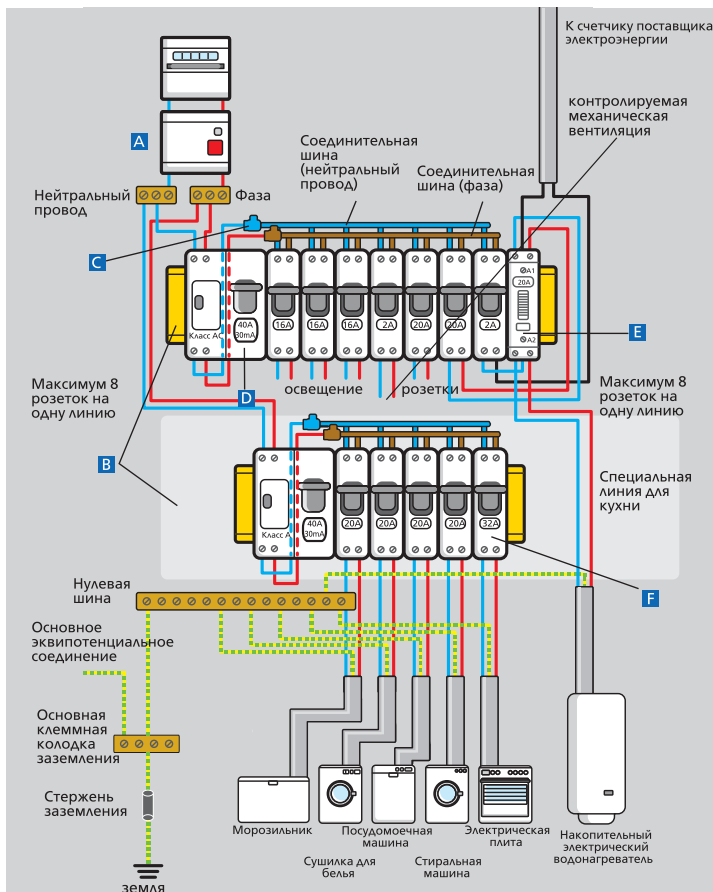 К счетчику поставщика
электроэнергии
A
контролируемая
механическая
вентиляция
Соединительная
шина
(нейтральный
провод)
Соединительная
шина (фаза)
Нейтральный
провод
Фаза
C
Класс AC
40A
30mA
16A
16A
16A
2A
20A
20A
2A
A1
20A
A2
E
D
освещение
розетки
Максимум 8
розеток на
одну линию
Максимум 8
розеток на
одну линию
B
Класс A
40A
30mA
20A
20A
20A
20A
32A
Специальная
линия для
кухни
F
Нулевая
шина
Основное
эквипотенциальное
соединение
Основная
клеммная
колодка
заземления
Стержень
заземления
земля
Морозильник
Сушилка для
белья
Посудомоечная
машина
Стиральная
машина
Электрическая
плита
Накопительный
электрический
водонагреватель